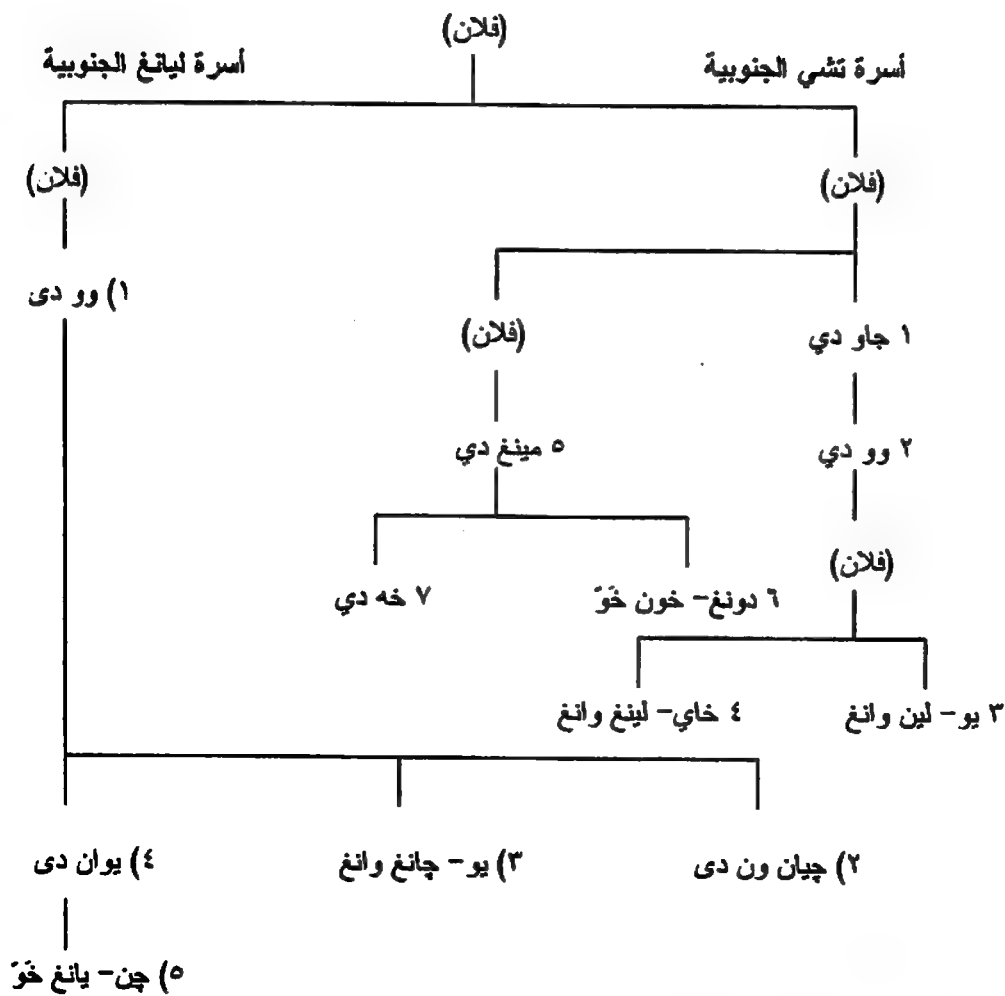 (فلان)
أسرة تشي الجنوبية
أسرة ليانغ الجنوبية
(فلان)
(فلان)
١) وو دى
(فلان)
١ جاو دي
٥ مينغ دي
٢ وو دي
(فلان)
٦ دونغ- خون خَوّ
٧ خه دي
٣ يو- لين وانغ
٤ خاي- لينغ وانغ
٢) چيان ون دى
٣) يو- چانغ وانغ
٤) يوان دى
٥) چن- يانغ خَوّ